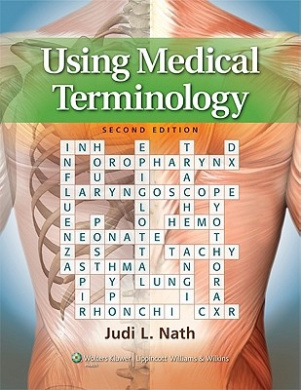 Using Medical
Terminology
SECOND EDITION
OROPHARYNX
LARYNGOSCOPE
HEMO
NEONATE
TACHY
ASTHMA LUNG
RHONCHI CXR
Judi L. Nath
Wolters Kluwer Lippincott Williams & Wilkins